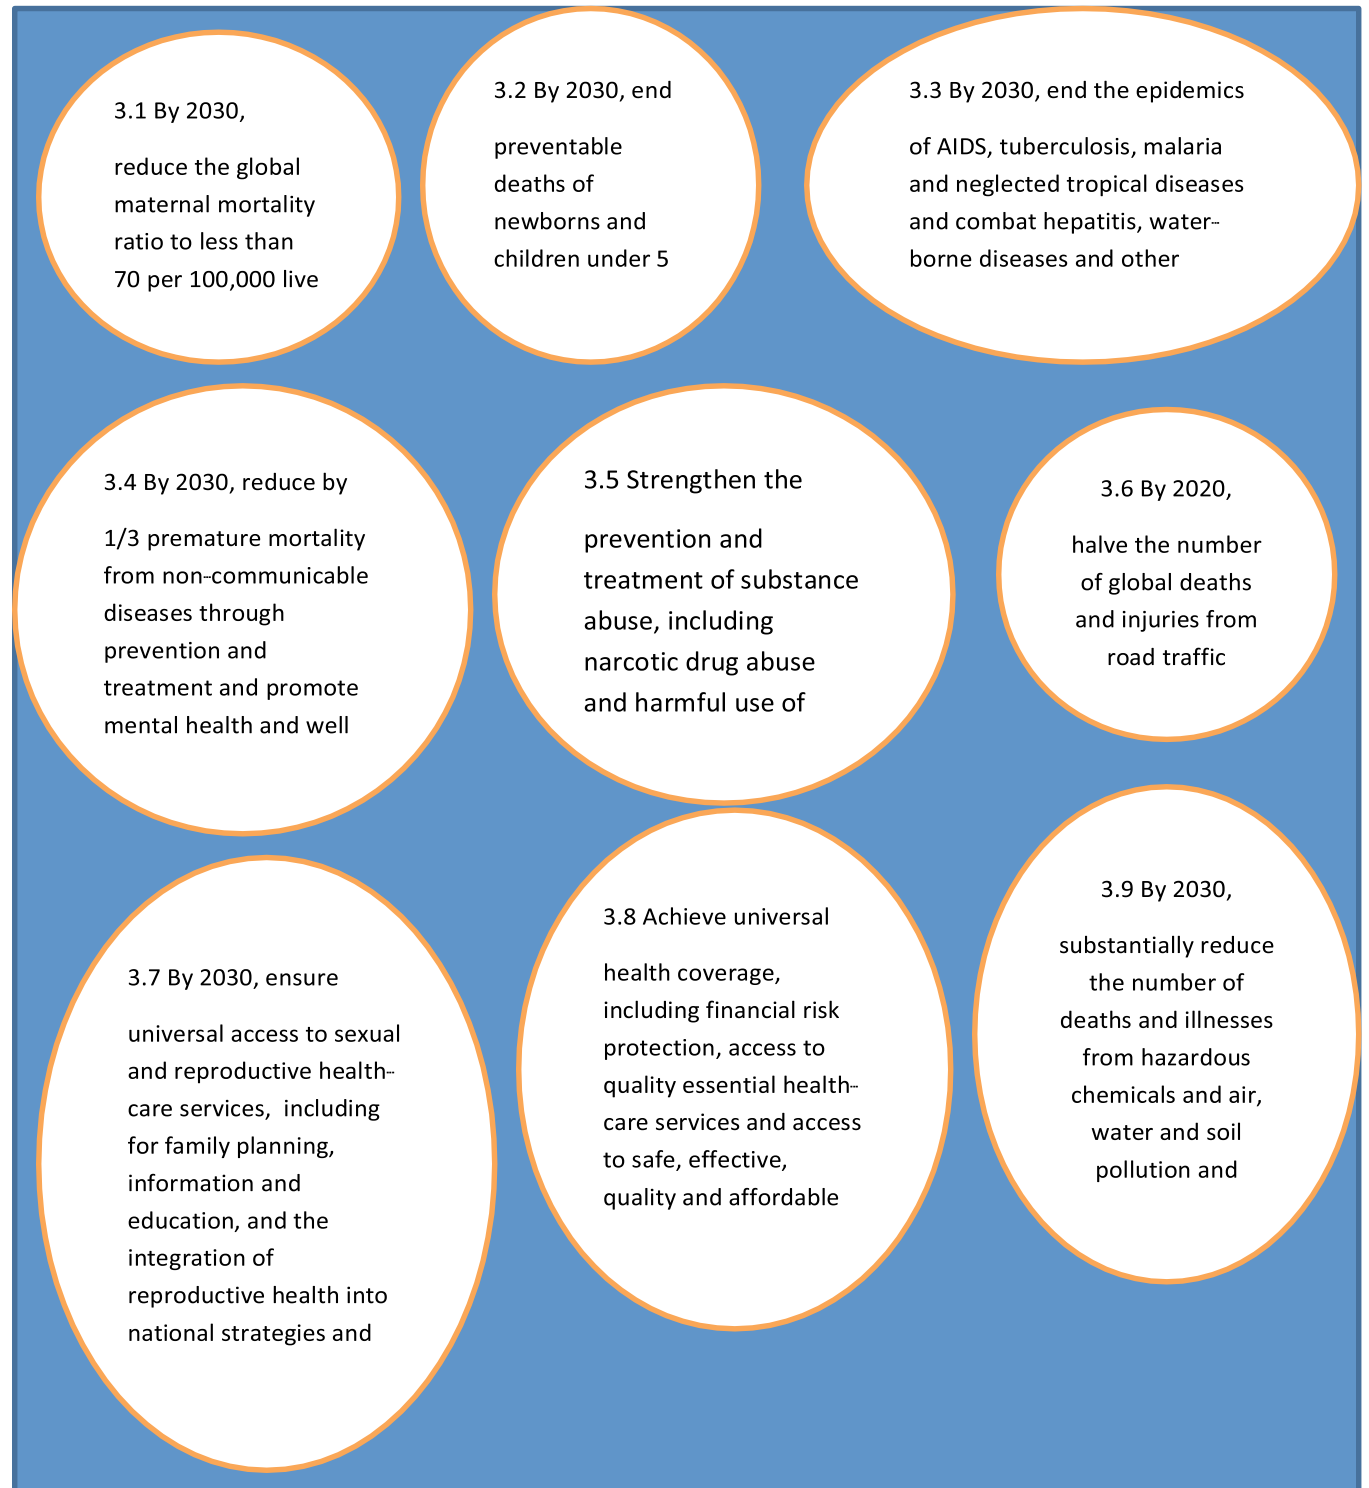 3.1 By 2030,
reduce the global
maternal mortality
ratio to less than
70 per 100,000 live
3.2 By 2030, end
preventable
deaths of
newborns and
children under 5
3.3 By 2030, end the epidemics
of AIDS, tuberculosis, malaria
and neglected tropical diseases
and combat hepatitis, water-
borne diseases and other
3.4 By 2030, reduce by
1/3 premature mortality
from non-communicable
diseases through
prevention and
treatment and promote
mental health and well
3.5 Strengthen the
prevention and
treatment of substance
abuse, including
narcotic drug abuse
and harmful use of
3.6 By 2020,
halve the number
of global deaths
and injuries from
road traffic
3.7 By 2030, ensure
universal access to sexual
and reproductive health-
care services,  including
for family planning,
information and
education, and the
integration of
reproductive health into
national strategies and
3.8 Achieve universal
health coverage,
including financial risk
protection, access to
quality essential health-
care services and access
to safe, effective,
quality and affordable
3.9 By 2030,
substantially reduce
the number of
deaths and illnesses
from hazardous
chemicals and air,
water and soil
pollution and